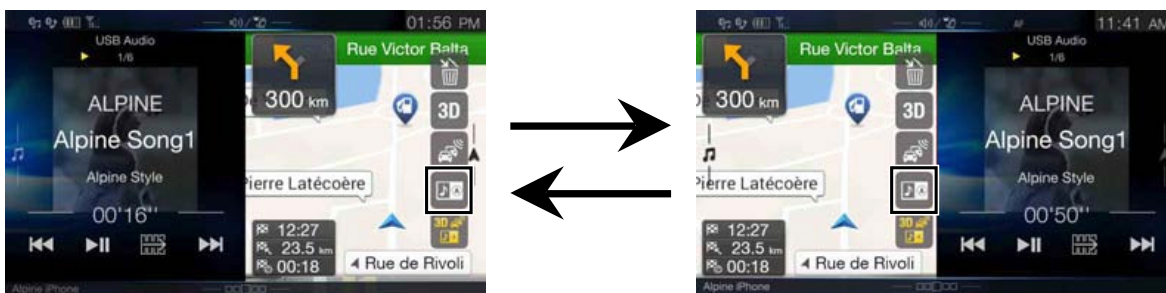 01:56 PM
USB Audio
1/6
ALPINE
Alpine Song1
Alpine Style
00'16''
Alpine iPhone
Rue Victor Balta
300 km
3D
Pierre Latécoère
3D
12:27
23.5 km
00:18
Rue de Rivoli
AF
11:41 AM
Rue Victor Balta
300 km
3D
Pierre Latécoère
3D
12:27
23.5 km
00:18
Rue de Rivoli
Alpine iPhone
USB Audio
1/6
ALPINE
Alpine Song1
Alpine Style
00'50''